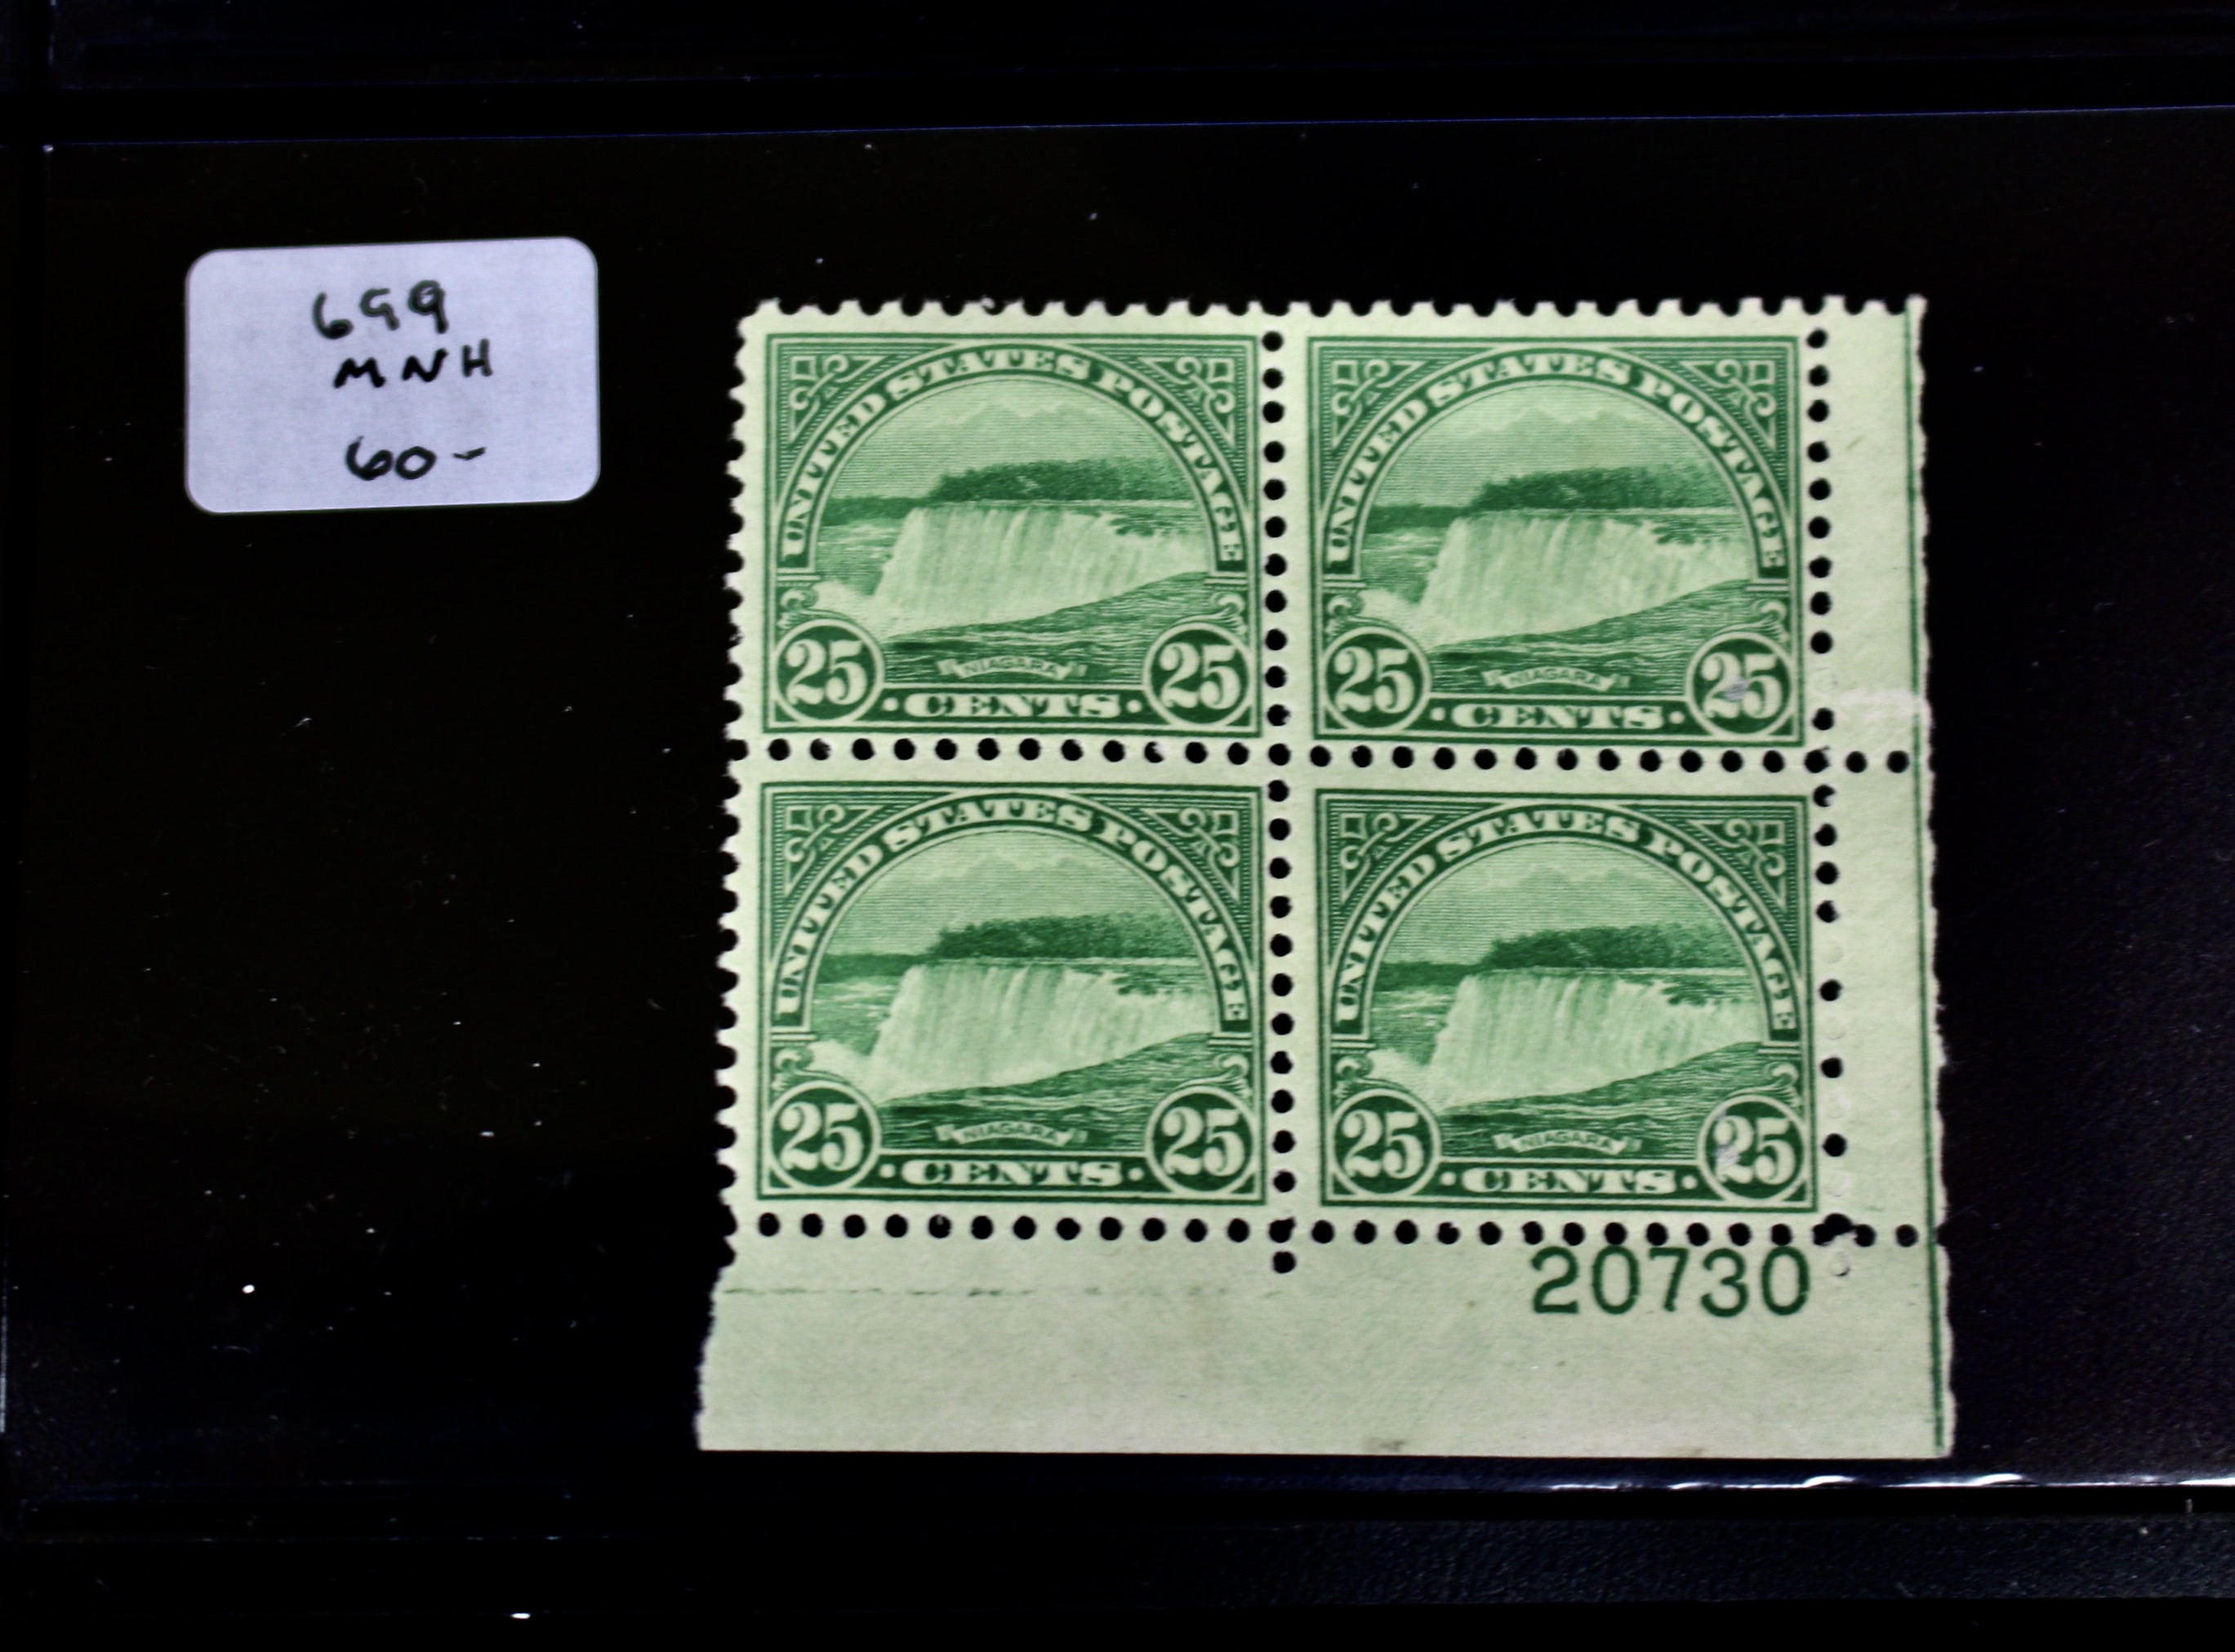 699
MNH
60-
UNITED STATES POSTAGE
NIAGARA
25 · CENTS · 25
UNITED STATES POSTAGE
NIAGARA
25 · CENTS · 25
UNITED STATES POSTAGE
NIAGARA
25 · CENTS · 25
UNITED STATES POSTAGE
NIAGARA
25 · CENTS · 25
20730